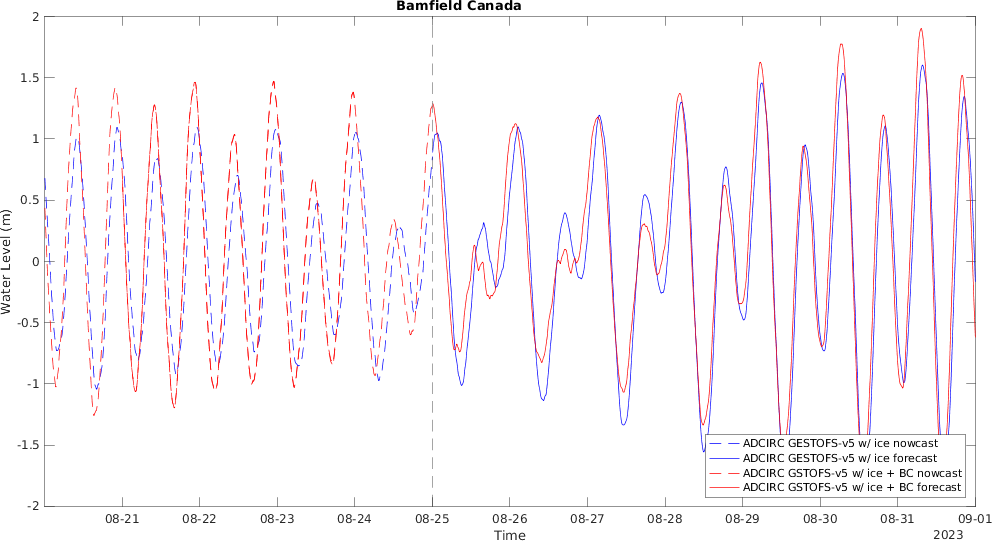 Bamfield Canada
2
1.5
1
0.5
0
-0.5
-1
-1.5
-2
Water Level (m)
ADCIRC GESTOFS-v5 w/ ice nowcast
ADCIRC GESTOFS-v5 w/ ice forecast
ADCIRC GSTOFS-v5 w/ ice + BC nowcast
ADCIRC GSTOFS-v5 w/ ice + BC forecast
08-21 08-22 08-23 08-24 08-25 08-26 08-27 08-28 08-29 08-30 08-31 09-01
Time
2023